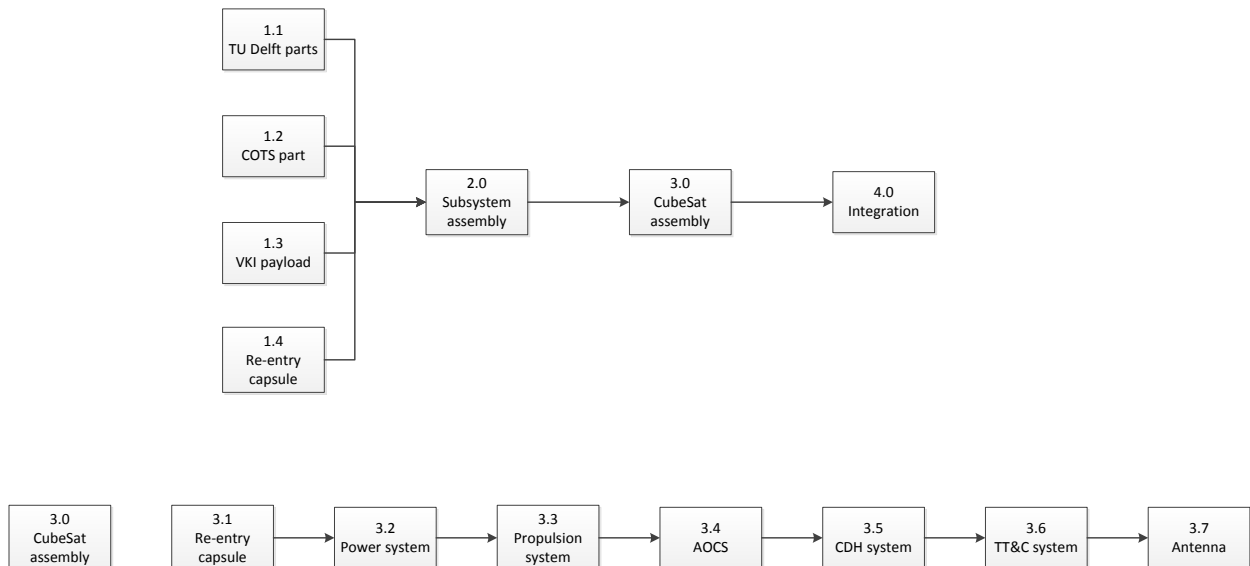 1.1
TU Delft parts
1.2
COTS part
1.3
VKI payload
1.4
Re-entry
capsule
2.0
Subsystem
assembly
3.0
CubeSat
assembly
4.0
Integration
3.0
CubeSat
assembly
3.1
Re-entry
capsule
3.2
Power system
3.3
Propulsion
system
3.4
AOCS
3.5
CDH system
3.6
TT&C system
3.7
Antenna